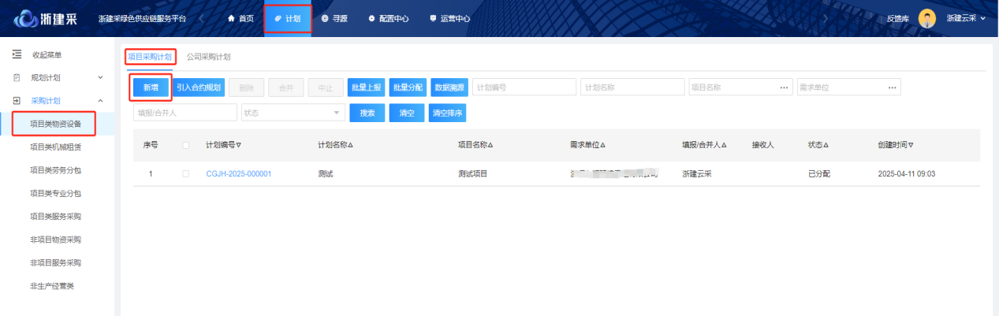 浙建采 浙建采绿色供应链服务平台 首页 计划 寻源 配置中心 运营中心 反馈库 浙建云采
收起菜单
规划计划
采购计划
项目类物资设备
项目类机械租赁
项目类劳务分包
项目类专业分包
项目类服务采购
非项目物资采购
非项目服务采购
非生产经营类
项目采购计划 公司采购计划
新增 引入合约规划 删除 合并 中止 批量上报 批量分配 数据溯源 计划编号 计划名称 项目名称 ••• 需求单位 •••
填报/合并人 状态 搜索 清空 清空排序
序号 计划编号 计划名称 项目名称 需求单位 填报/合并人 接收人 状态 创建时间
1 CGJH-2025-000001 测试 测试项目 浙建云采 已分配 2025-04-11 09:03